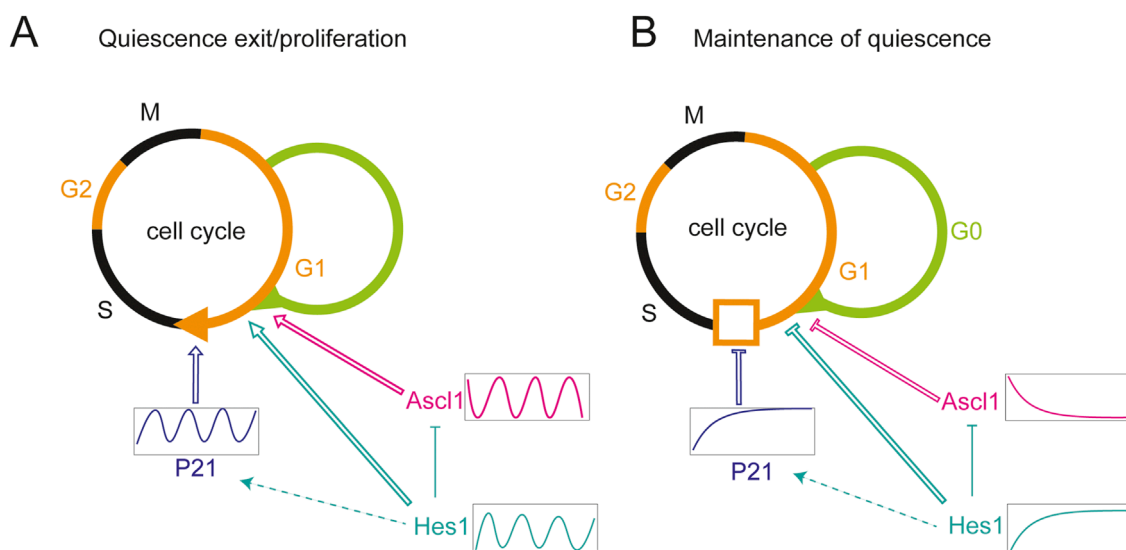 A
Quiescence exit/proliferation
M
G2
cell cycle
G1
S
Ascl1
P21
Hes1
B
Maintenance of quiescence
M
G2
cell cycle
G0
G1
S
Ascl1
P21
Hes1